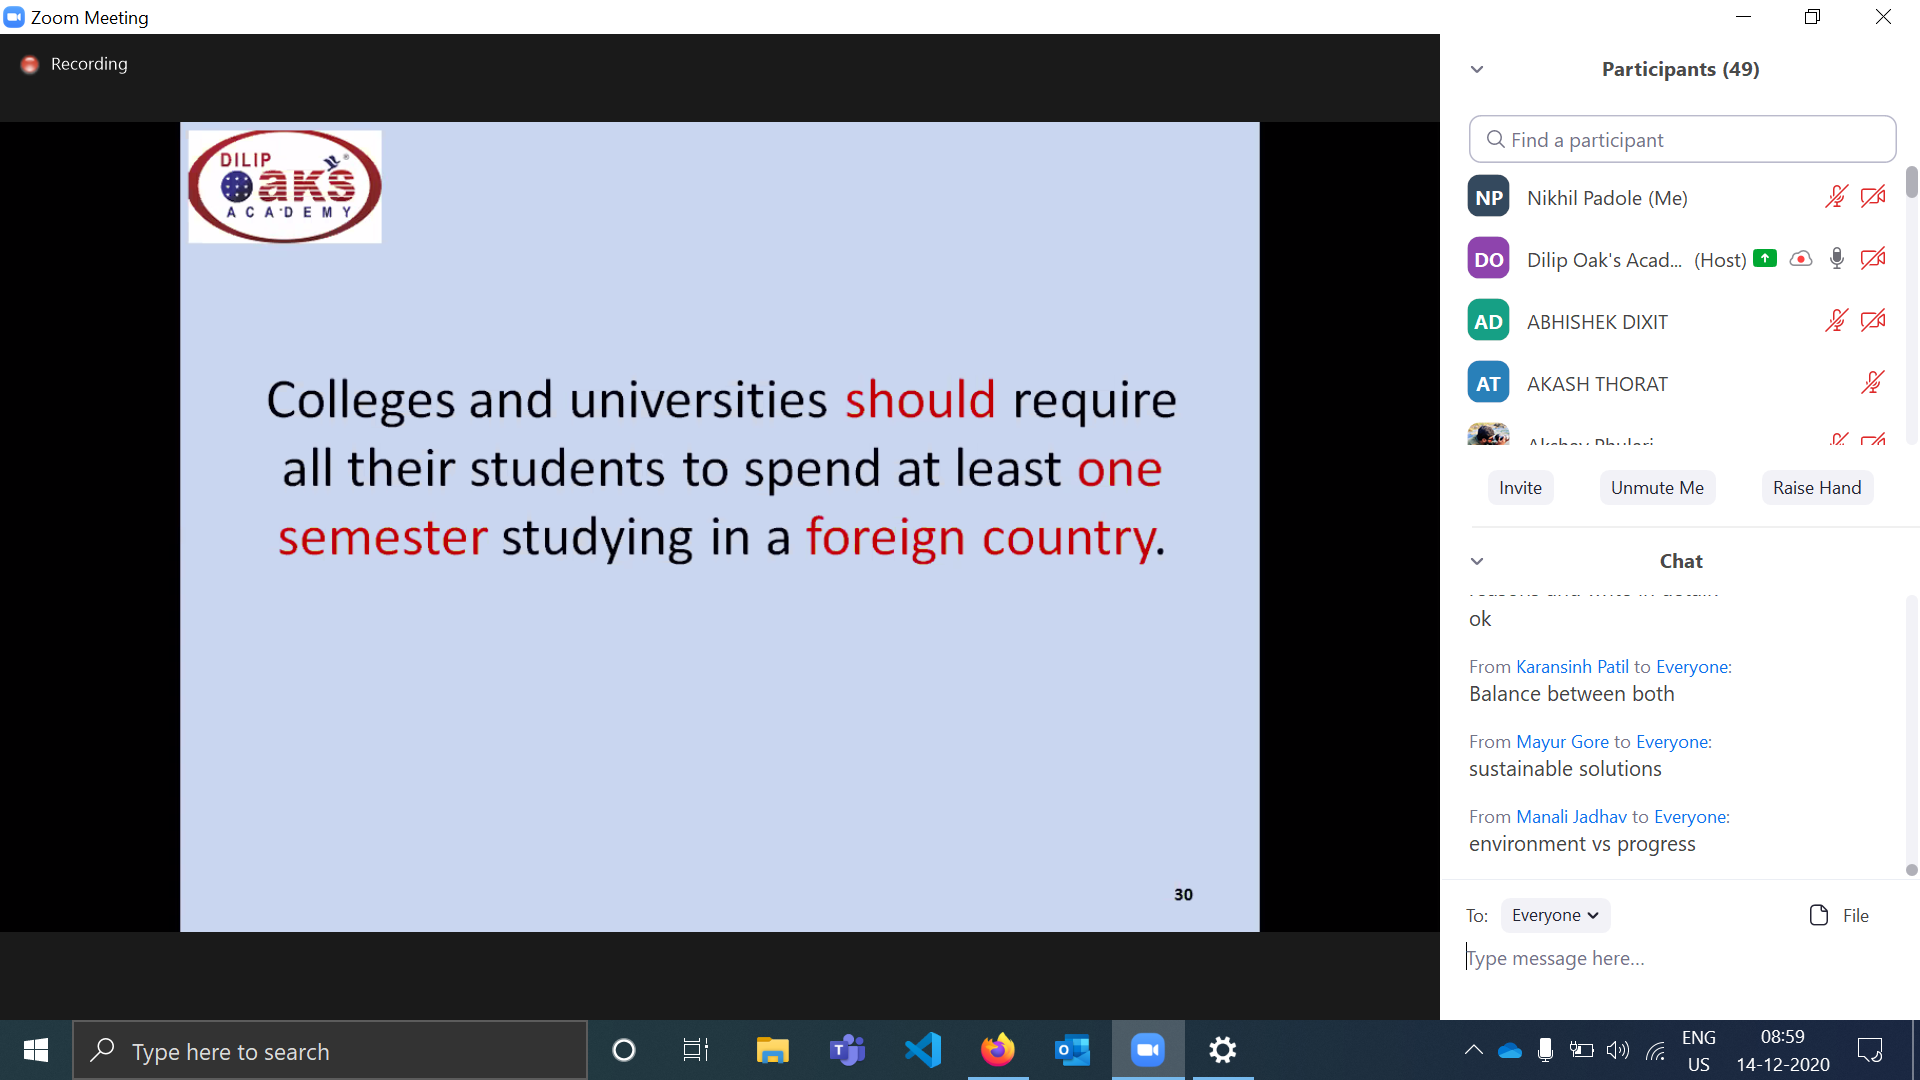 Zoom Meeting
Recording
DILIP
Oaks
ACADEMY
Colleges and universities should require
all their students to spend at least one
semester studying in a foreign country.
30
Participants (49)
Find a participant
NP Nikhil Padole (Me)
DO Dilip Oak's Acad... (Host)
AD ABHISHEK DIXIT
AT AKASH THORAT
Invite Unmute Me Raise Hand
Chat
ok
From Karansinh Patil to Everyone:
Balance between both
From Mayur Gore to Everyone:
sustainable solutions
From Manali Jadhav to Everyone:
environment vs progress
To: Everyone File
Type message here...
Type here to search
ENG
US
08:59
14-12-2020